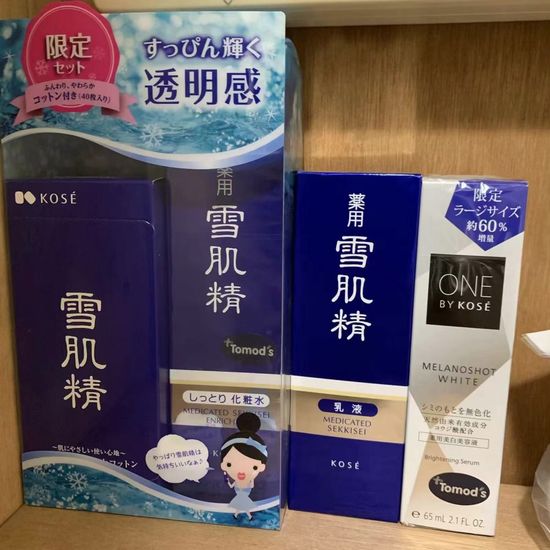 限定
セット
ふんわり、やわらか
コットン付き(40枚入り)
すっぴん輝く
透明感
KOSÉ
雪肌精
～肌にやさしい使い心地～
コットン
薬用
雪肌精
Tomod's
しっとり 化粧水
MEDICATED SEKKISEI
ENRICH
やっぱり雪肌精は
気持ちいいなぁ♪
薬用
雪肌精
乳液
MEDICATED
SEKKISEI
KOSÉ
限定
ラージサイズ
約60%
増量
ONE
BY KOSÉ
MELANOSHOT
WHITE
シミのもとを無色化
天然由来有効成分
コウジ酸配合
薬用美白美容液
Brightening Serum
Tomod's
℮ 65 mL 2.1 FL. OZ.